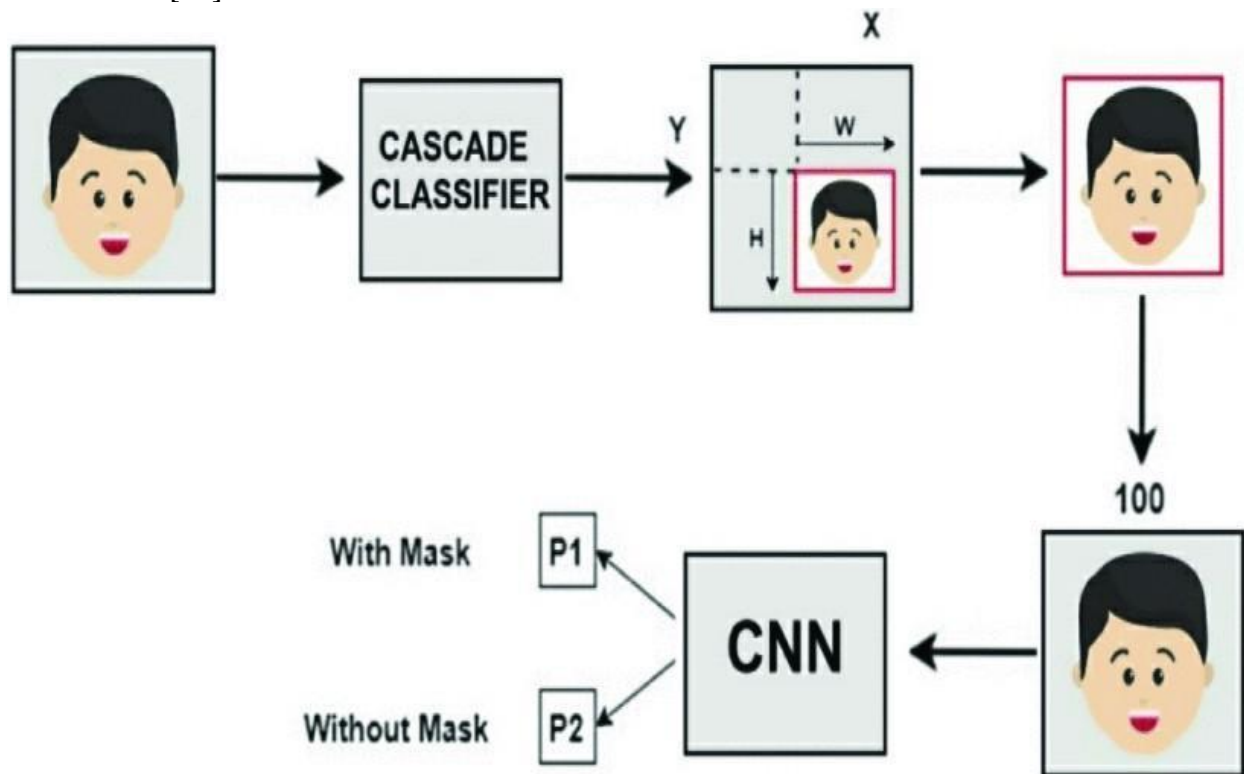 CASCADE
CLASSIFIER
Y
X
W
H
100
CNN
With Mask
P1
Without Mask
P2